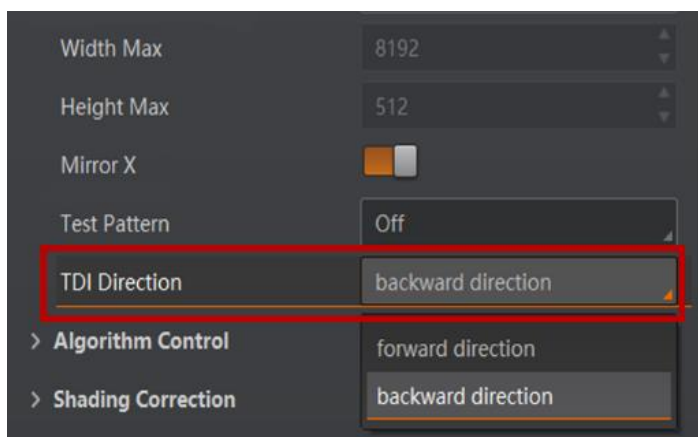 Width Max 8192
Height Max 512
Mirror X
Test Pattern Off
TDI Direction backward direction
> Algorithm Control forward direction
> Shading Correction backward direction